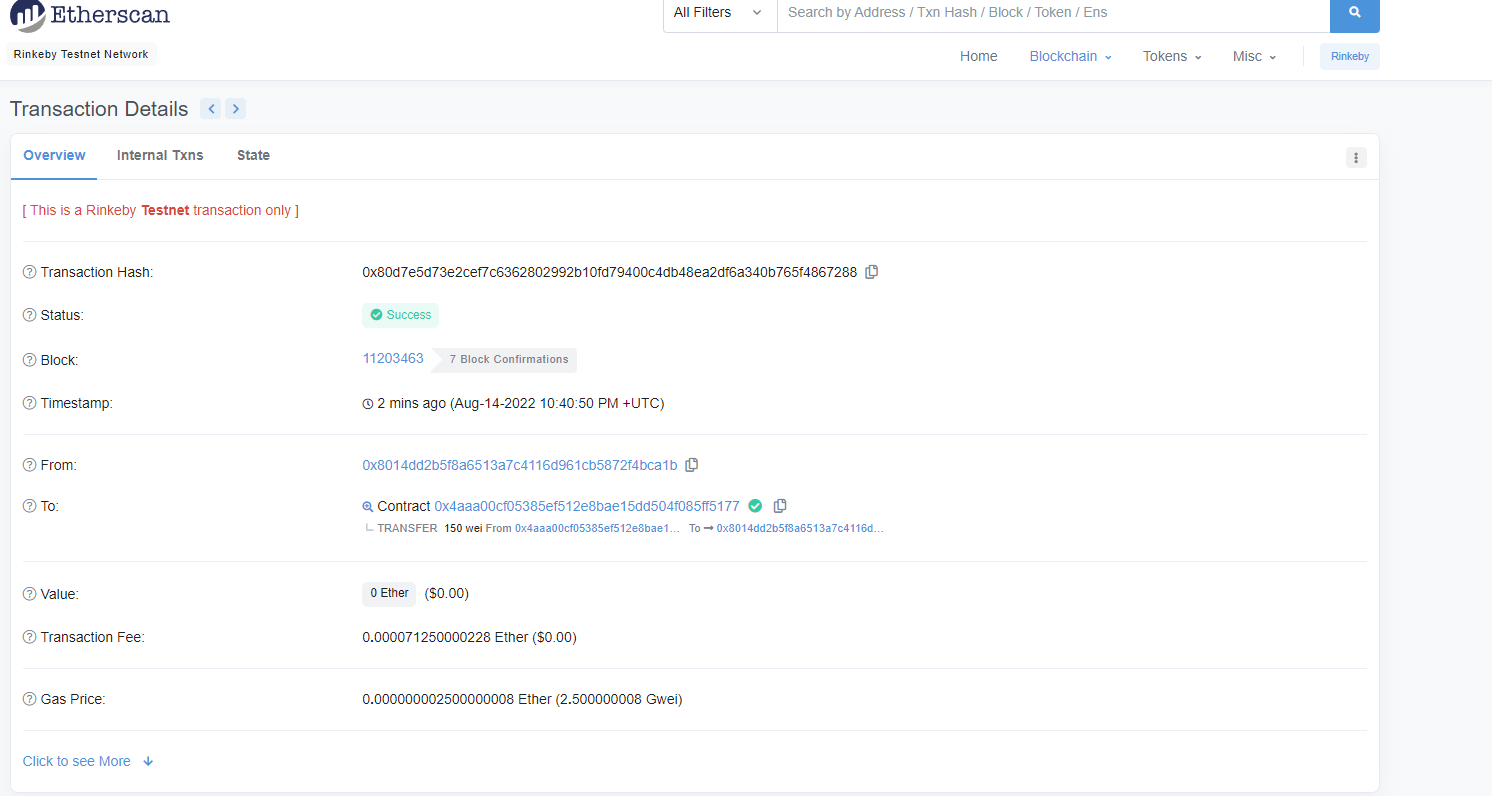 Etherscan
All Filters Search by Address / Txn Hash / Block / Token / Ens
Rinkeby Testnet Network
Home Blockchain Tokens Misc Rinkeby
Transaction Details
Overview Internal Txns State
[ This is a Rinkeby Testnet transaction only ]
Transaction Hash: 0x80d7e5d73e2cef7c6362802992b10fd79400c4db48ea2df6a340b765f4867288
Status: Success
Block: 11203463 7 Block Confirmations
Timestamp: 2 mins ago (Aug-14-2022 10:40:50 PM +UTC)
From: 0x8014dd2b5f8a6513a7c4116d961cb5872f4bca1b
To: Contract 0x4aaa00cf05385ef512e8bae15dd504f085ff5177
TRANSFER 150 wei From 0x4aaa00cf05385ef512e8bae1... To → 0x8014dd2b5f8a6513a7c4116d...
Value: 0 Ether ($0.00)
Transaction Fee: 0.000071250000228 Ether ($0.00)
Gas Price: 0.000000002500000008 Ether (2.500000008 Gwei)
Click to see More